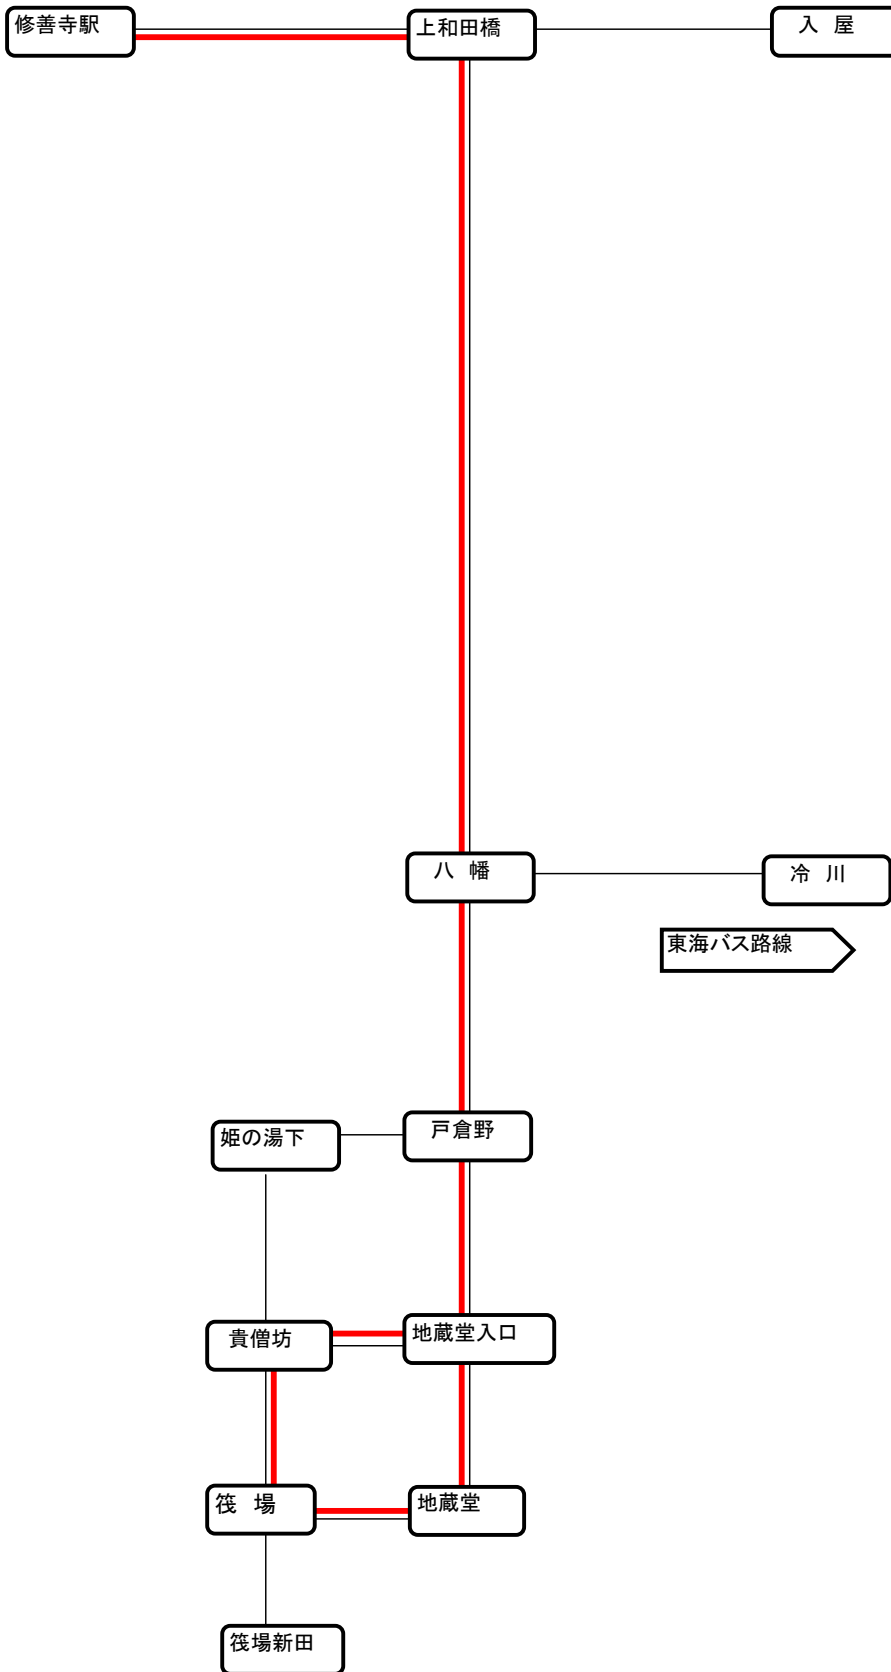 修善寺駅
上和田橋
入 屋
八 幡
冷 川
東海バス路線
戸倉野
姫の湯下
地蔵堂入口
貴僧坊
筏 場
地蔵堂
筏場新田